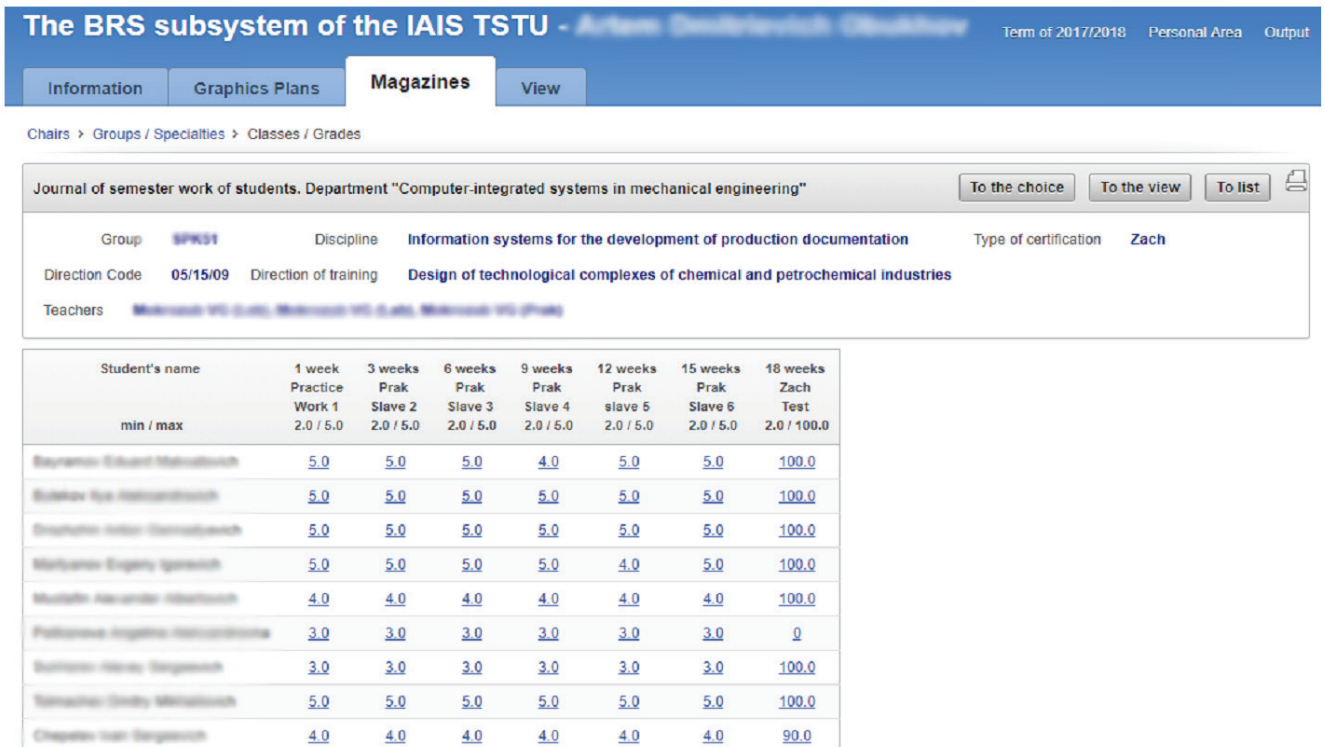 The BRS subsystem of the IAIS TSTU -
Term of 2017/2018 Personal Area Output
Information Graphics Plans Magazines View
Chairs > Groups / Specialties > Classes / Grades
Journal of semester work of students. Department "Computer-integrated systems in mechanical engineering" To the choice To the view To list
Group Discipline Information systems for the development of production documentation Type of certification Zach
Direction Code 05/15/09 Direction of training Design of technological complexes of chemical and petrochemical industries
Teachers
Student's name 1 week 3 weeks 6 weeks 9 weeks 12 weeks 15 weeks 18 weeks
Practice Prak Prak Prak Prak Prak Zach
Work 1 Slave 2 Slave 3 Slave 4 slave 5 Slave 6 Test
min / max 2.0 / 5.0 2.0 / 5.0 2.0 / 5.0 2.0 / 5.0 2.0 / 5.0 2.0 / 5.0 2.0 / 100.0
5.0 5.0 5.0 4.0 5.0 5.0 100.0
5.0 5.0 5.0 5.0 5.0 5.0 100.0
5.0 5.0 5.0 5.0 5.0 5.0 100.0
5.0 5.0 5.0 5.0 4.0 5.0 100.0
4.0 4.0 4.0 4.0 4.0 4.0 100.0
3.0 3.0 3.0 3.0 3.0 3.0 0
3.0 3.0 3.0 3.0 3.0 3.0 100.0
5.0 5.0 5.0 5.0 5.0 5.0 100.0
4.0 4.0 4.0 4.0 4.0 4.0 90.0